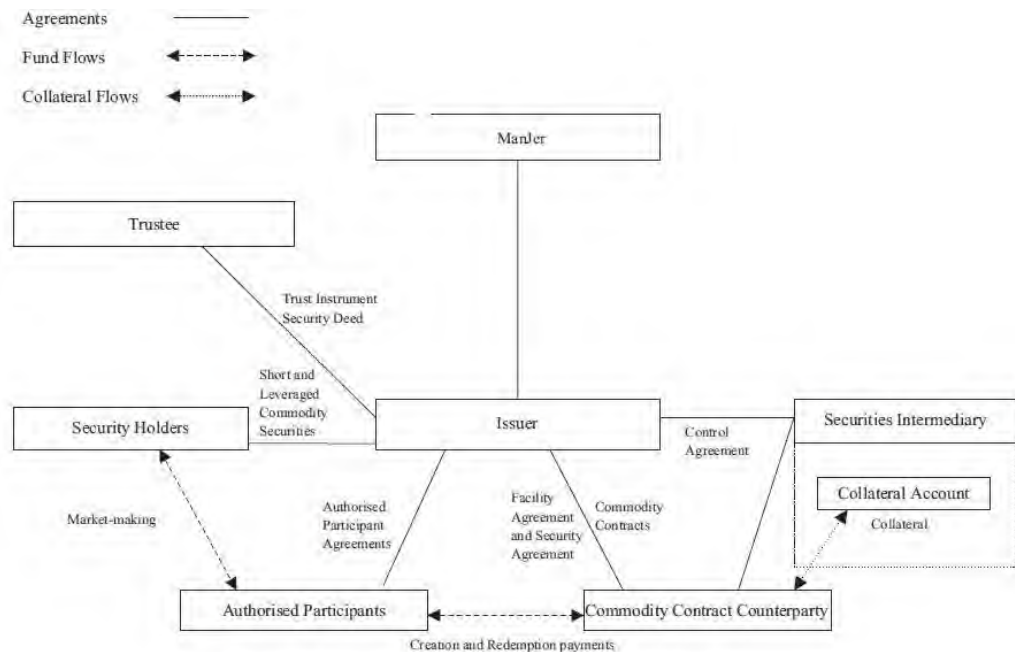 Agreements
Fund Flows
Collateral Flows
ManJer
Trustee
Trust Instrument
Security Deed
Short and
Leveraged
Commodity
Securities
Security Holders
Issuer
Securities Intermediary
Control
Agreement
Collateral Account
Collateral
Market-making
Authorised
Participant
Agreements
Facility
Agreement
and Security
Agreement
Commodity
Contracts
Authorised Participants
Commodity Contract Counterparty
Creation and Redemption payments